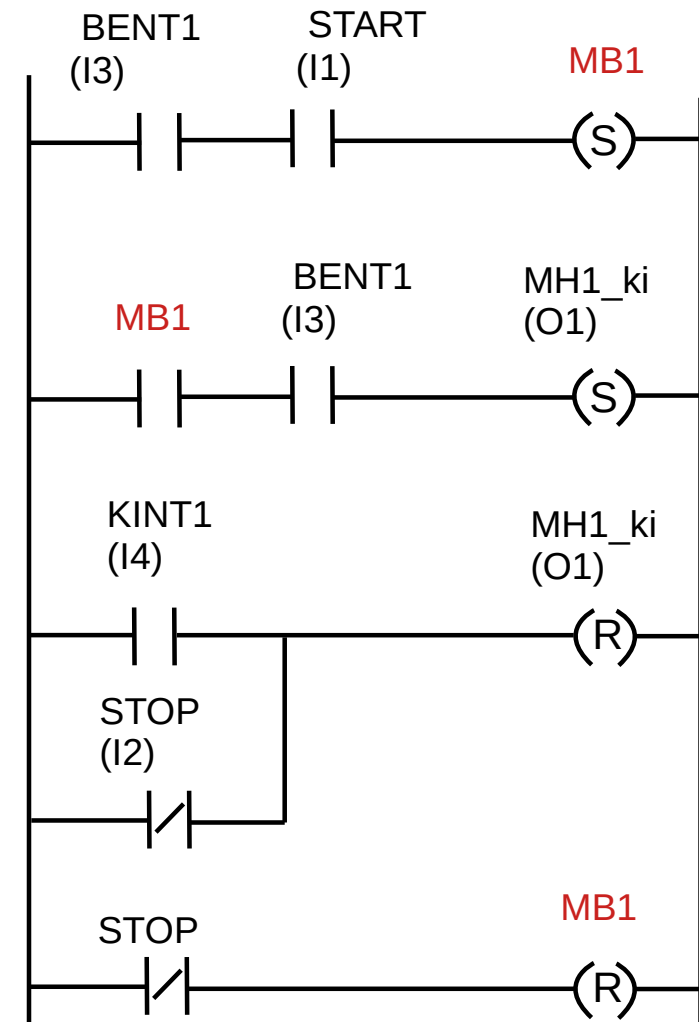 BENT1
(I3)
START
(I1)
MB1
S
MB1
BENT1
(I3)
MH1_ki
(O1)
S
KINT1
(I4)
MH1_ki
(O1)
R
STOP
(I2)
STOP
MB1
R